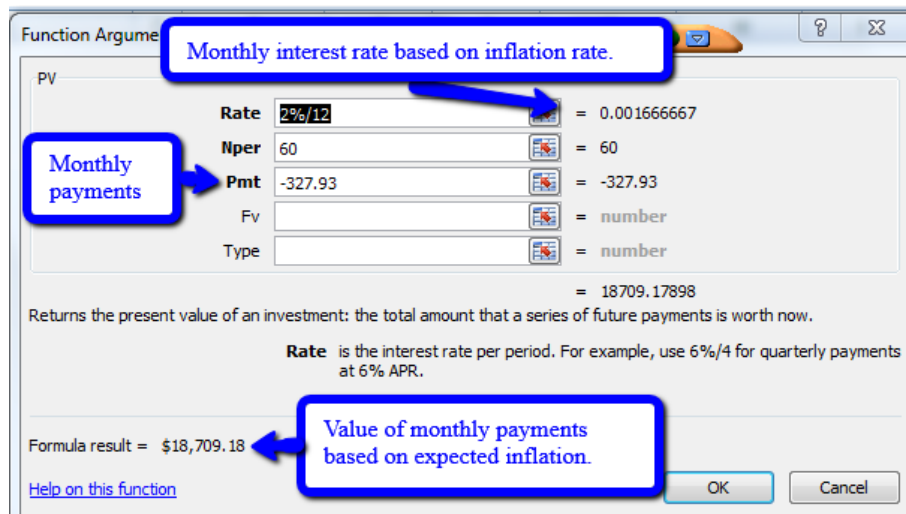 Function Argume
Monthly interest rate based on inflation rate.
PV
Rate 2%/12 = 0.001666667
Nper 60 = 60
Monthly
payments
Pmt -327.93 = -327.93
Fv = number
Type = number
= 18709.17898
Returns the present value of an investment: the total amount that a series of future payments is worth now.
Rate is the interest rate per period. For example, use 6%/4 for quarterly payments
at 6% APR.
Value of monthly payments
based on expected inflation.
Formula result = $18,709.18
Help on this function
OK Cancel